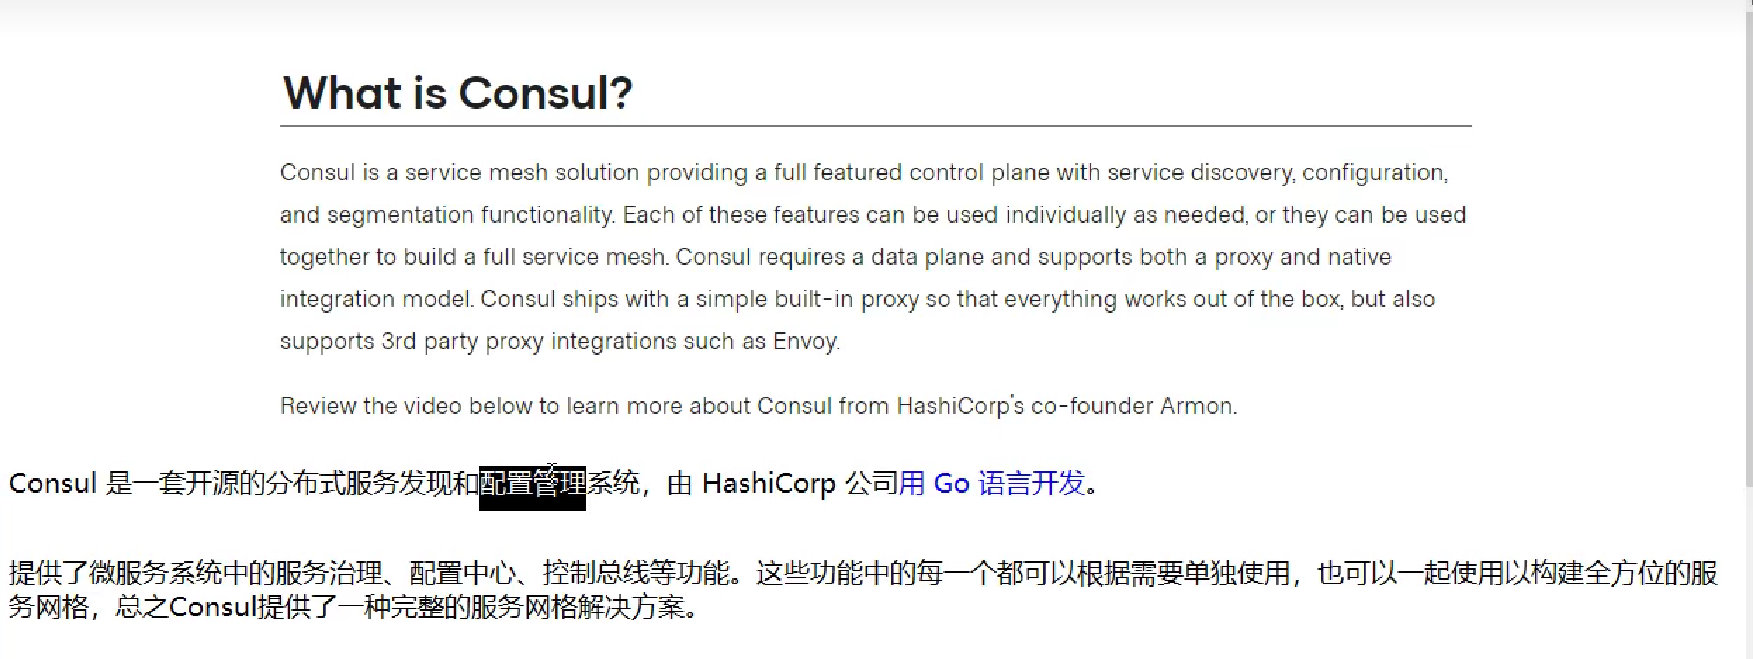 What is Consul?
Consul is a service mesh solution providing a full featured control plane with service discovery, configuration,
and segmentation functionality. Each of these features can be used individually as needed, or they can be used
together to build a full service mesh. Consul requires a data plane and supports both a proxy and native
integration model. Consul ships with a simple built-in proxy so that everything works out of the box, but also
supports 3rd party proxy integrations such as Envoy.
Review the video below to learn more about Consul from HashiCorp's co-founder Armon.
Consul 是一套开源的分布式服务发现和配置管理系统，由 HashiCorp 公司用 Go 语言开发。
提供了微服务系统中的服务治理、配置中心、控制总线等功能。这些功能中的每一个都可以根据需要单独使用，也可以一起使用以构建全方位的服
务网格，总之Consul提供了一种完整的服务网格解决方案。